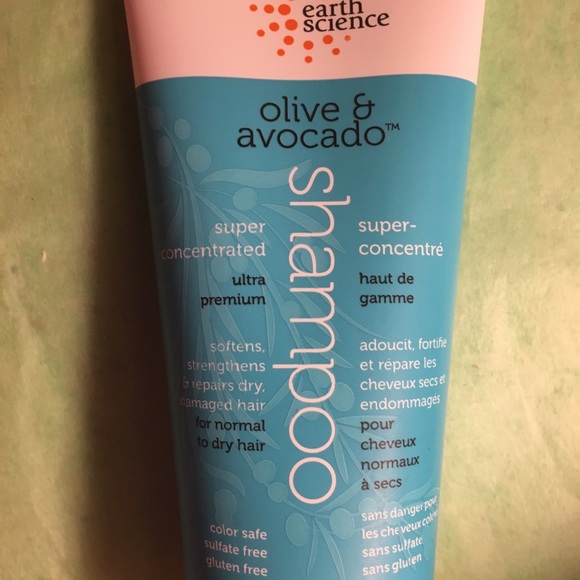 earth
science
olive &
avocado™
shampoo
super
concentrated
ultra
premium
softens,
strengthens
& repairs dry,
damaged hair
for normal
to dry hair
color safe
sulfate free
gluten free
super-
concentré
haut de
gamme
adoucit, fortifie
et répare les
cheveux secs et
endommagés
pour
cheveux
normaux
à secs
sans danger pour
les cheveux
sans sulfate
sans gluten